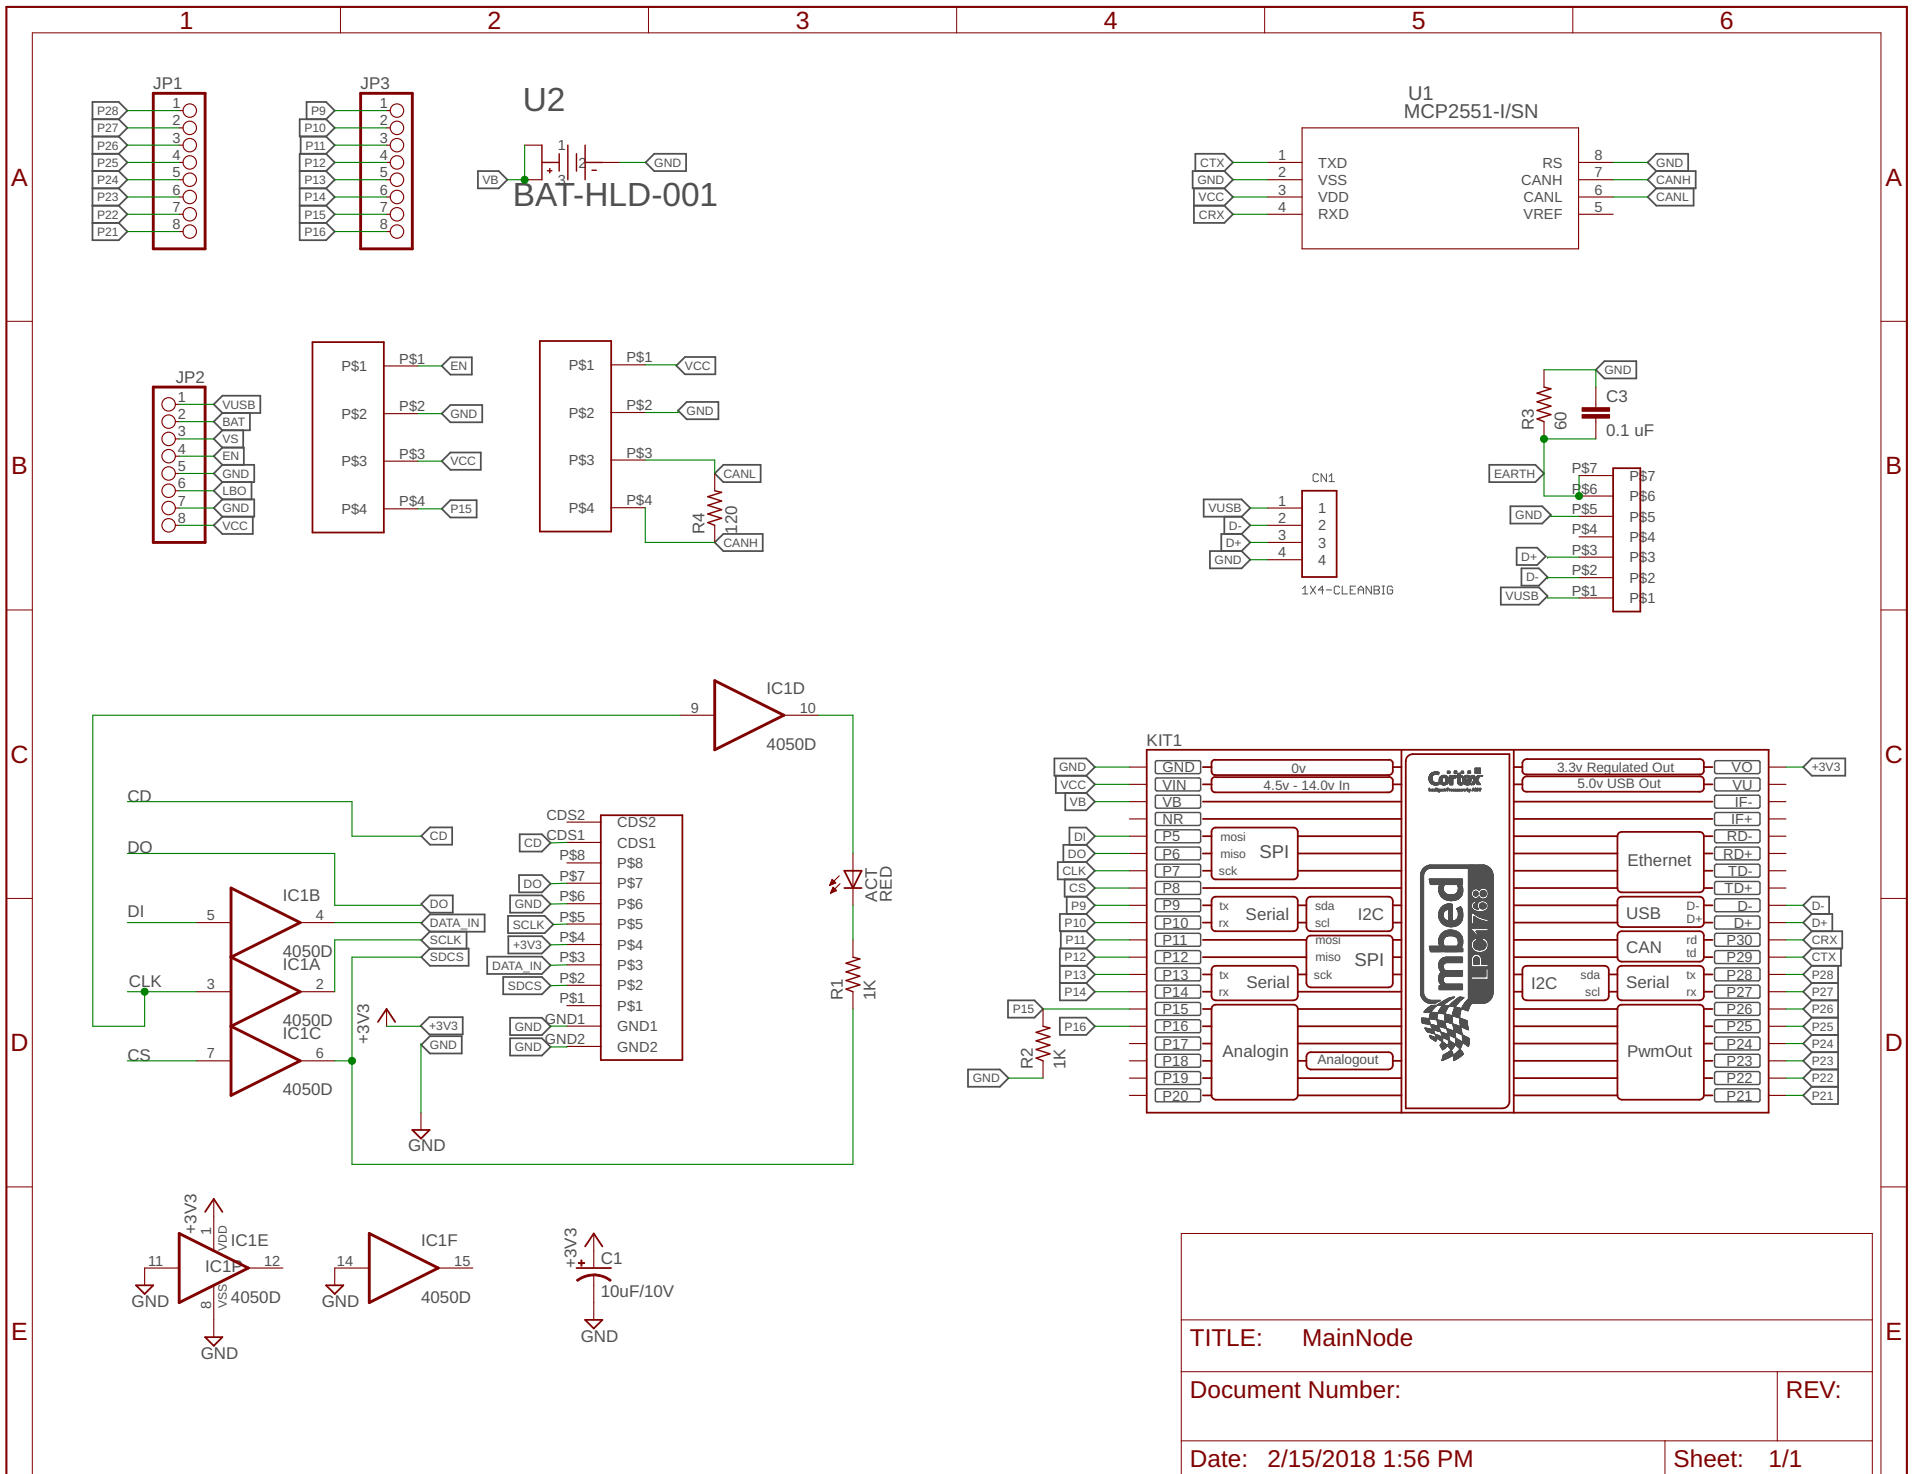 1 2 3 4 5 6
A A
B B
C C
D D
E E
JP1
P28 1
P27 2
P26 3
P25 4
P24 5
P23 6
P22 7
P21 8
JP3
P9 1
P10 2
P11 3
P12 4
P13 5
P14 6
P15 7
P16 8
U2
1
2
3
+ -
VB GND
BAT-HLD-001
U1
MCP2551-I/SN
CTX 1 TXD RS 8 GND
GND 2 VSS CANH 7 CANH
VCC 3 VDD CANL 6 CANL
CRX 4 RXD VREF 5
JP2
1 VUSB
2 BAT
3 VS
4 EN
5 GND
6 LBO
7 GND
8 VCC
P$1 P$1 EN
P$2 P$2 GND
P$3 P$3 VCC
P$4 P$4 P15
P$1 P$1 VCC
P$2 P$2 GND
P$3 P$3 CANL
R4 120
P$4 P$4 CANH
CN1
VUSB 1 1
D- 2 2
D+ 3 3
GND 4 4
1X4-CLEANBIG
GND
R3 60
C3
0.1 uF
EARTH P$7 P$7
P$6 P$6
GND P$5 P$5
P$4 P$4
D+ P$3 P$3
D- P$2 P$2
VUSB P$1 P$1
IC1D
9 10
4050D
CD
CD
DO
DO
IC1B
DI 5 4 DATA_IN
4050D
SCLK
SDCS
IC1A
CLK 3 2
4050D
IC1C
CS 7 6
4050D
+3V3
+3V3
GND
GND
CDS2 CDS2
CD CDS1 CDS1
P$8 P$8
DO P$7 P$7
GND P$6 P$6
SCLK P$5 P$5
+3V3 P$4 P$4
DATA_IN P$3 P$3
SDCS P$2 P$2
P$1 P$1
GND GND1 GND1
GND GND2 GND2
ACT
RED
R1
1K
KIT1
GND GND 0v 3.3v Regulated Out VO +3V3
VCC VIN 4.5v - 14.0v In 5.0v USB Out VU
VB VB IF-
NR IF+
DI P5 mosi RD-
DO P6 miso SPI Ethernet RD+
CLK P7 sck TD-
CS P8 TD+
P9 P9 tx Serial sda I2C USB D- D- D-
P10 P10 rx scl D+ D+ D+
P11 P11 mosi CAN rd P30 CRX
P12 P12 miso SPI td P29 CTX
P13 P13 tx Serial sck I2C sda Serial tx P28 P28
P14 P14 rx scl rx P27 P27
P15 P15 P26 P26
P16 P16 P25 P25
P17 Analogin PwmOut P24 P24
P18 Analogout P23 P23
P19 P22 P22
P20 P21 P21
R2
1K
GND
Cortex
mbed
LPC1768
+3V3
1 VDD
IC1E
11 IC1P 12
GND
8 VSS 4050D
GND
IC1F
14 15
GND
4050D
+3V3
+ C1
10uF/10V
GND
TITLE: MainNode
Document Number:
REV:
Date: 2/15/2018 1:56 PM
Sheet: 1/1